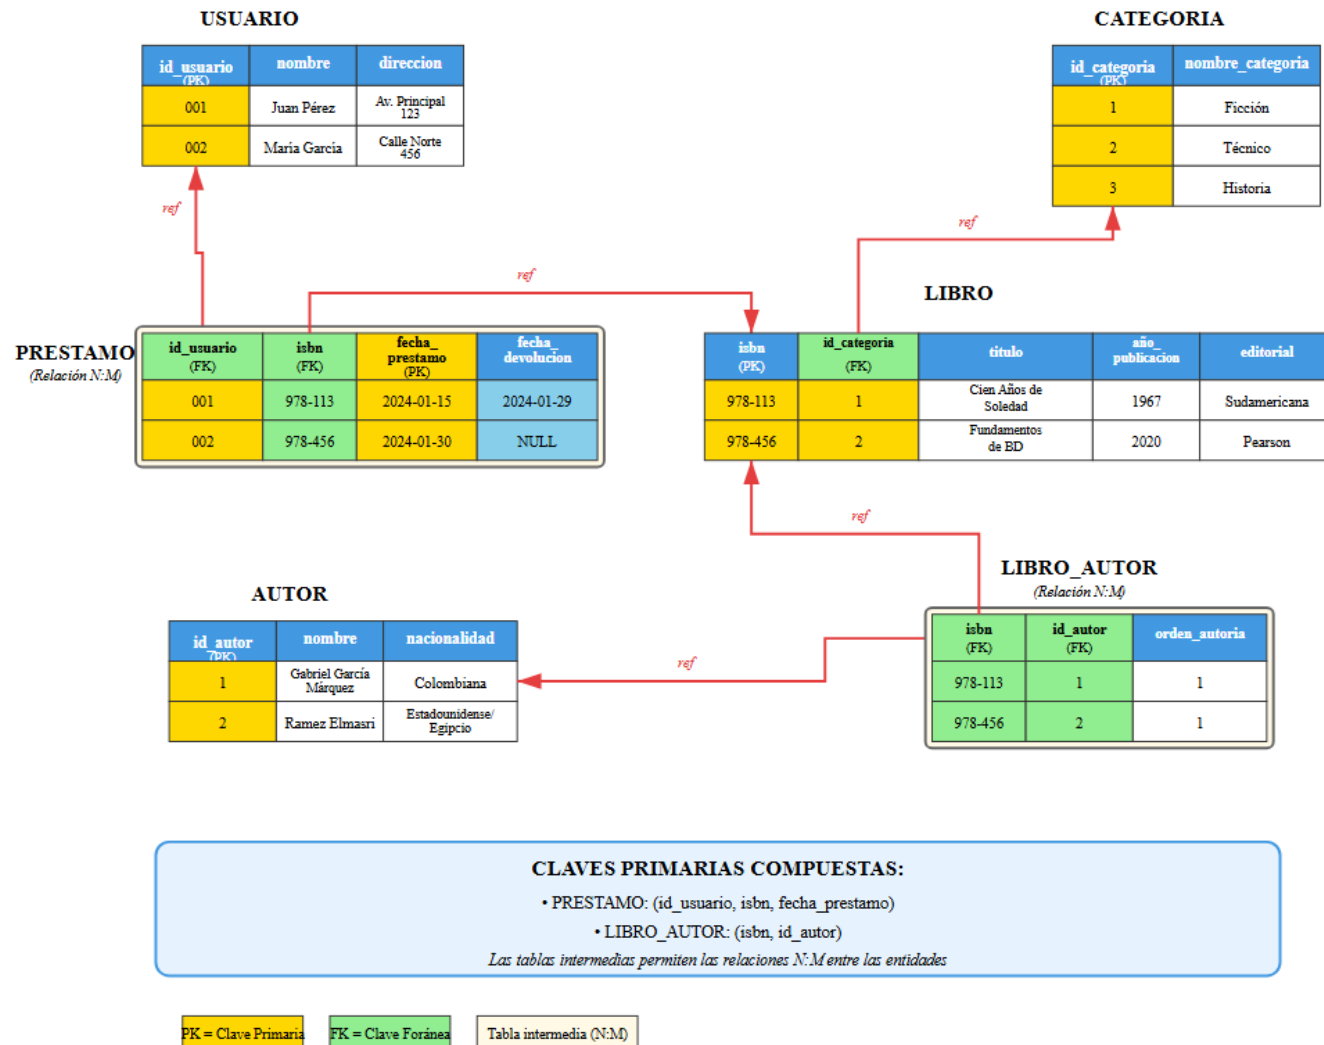 USUARIO
id_usuario
(PK)
nombre
direccion
001
Juan Pérez
Av. Principal
123
002
Maria Garcia
Calle Norte
456
CATEGORIA
id_categoria
(PK)
nombre_categoria
1
Ficción
2
Técnico
3
Historia
ref
ref
ref
PRESTAMO
(Relación N:M)
id_usuario
(FK)
isbn
(FK)
fecha_
prestamo
(PK)
fecha_
devolucion
001
978-113
2024-01-15
2024-01-29
002
978-456
2024-01-30
NULL
LIBRO
isbn
(PK)
id_categoria
(FK)
titulo
año_
publicacion
editorial
978-113
1
Cien Años de
Soledad
1967
Sudamericana
978-456
2
Fundamentos
de BD
2020
Pearson
ref
ref
AUTOR
id_autor
(PK)
nombre
nacionalidad
1
Gabriel García
Márquez
Colombiana
2
Ramez Elmasri
Estadounidense/
Egipcio
LIBRO_AUTOR
(Relación N:M)
isbn
(FK)
id_autor
(FK)
orden_autoria
978-113
1
1
978-456
2
1
CLAVES PRIMARIAS COMPUESTAS:
• PRESTAMO: (id_usuario, isbn, fecha_prestamo)
• LIBRO_AUTOR: (isbn, id_autor)
Las tablas intermedias permiten las relaciones N:M entre las entidades
PK = Clave Primaria
FK = Clave Foránea
Tabla intermedia (N:M)